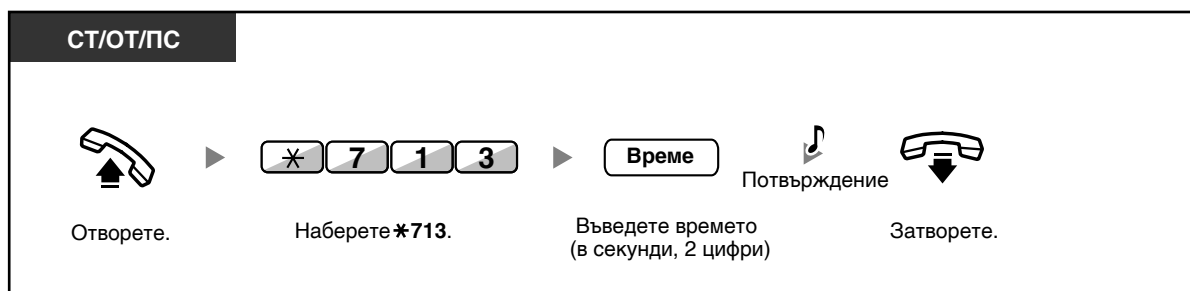 СТ/ОТ/ПС
* 7 1 3
Време
Потвърждение
Отворете.
Наберете *713.
Въведете времето
(в секунди, 2 цифри)
Затворете.